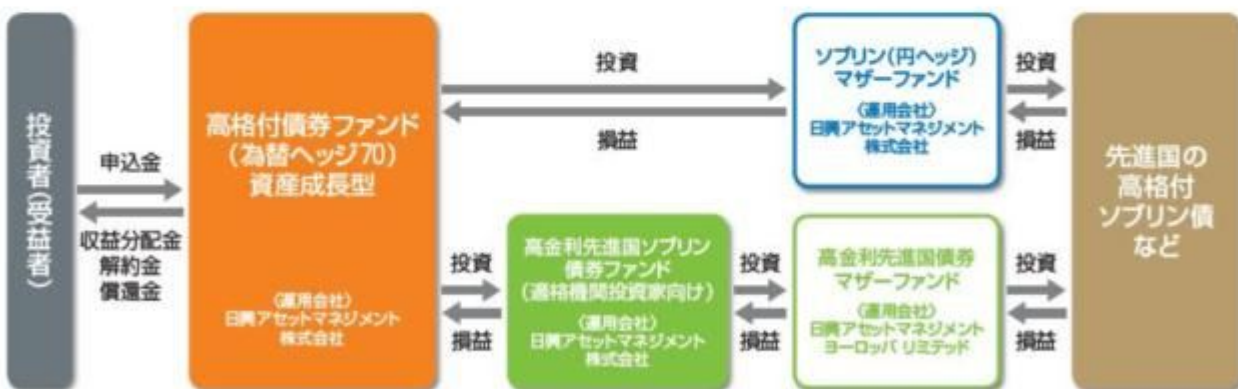 投資者(受益者)
申込金
収益分配金
解約金
償還金
高格付債券ファンド
(為替ヘッジ70)
資産成長型
〈運用会社〉
日興アセットマネジメント
株式会社
投資
損益
ソブリン(円ヘッジ)
マザーファンド
〈運用会社〉
日興アセットマネジメント
株式会社
投資
損益
投資
損益
高金利先進国ソブリン
債券ファンド
(適格機関投資家向け)
〈運用会社〉
日興アセットマネジメント
株式会社
投資
損益
高金利先進国債券
マザーファンド
〈運用会社〉
日興アセットマネジメント
ヨーロッパ リミテッド
投資
損益
先進国の
高格付
ソブリン債
など